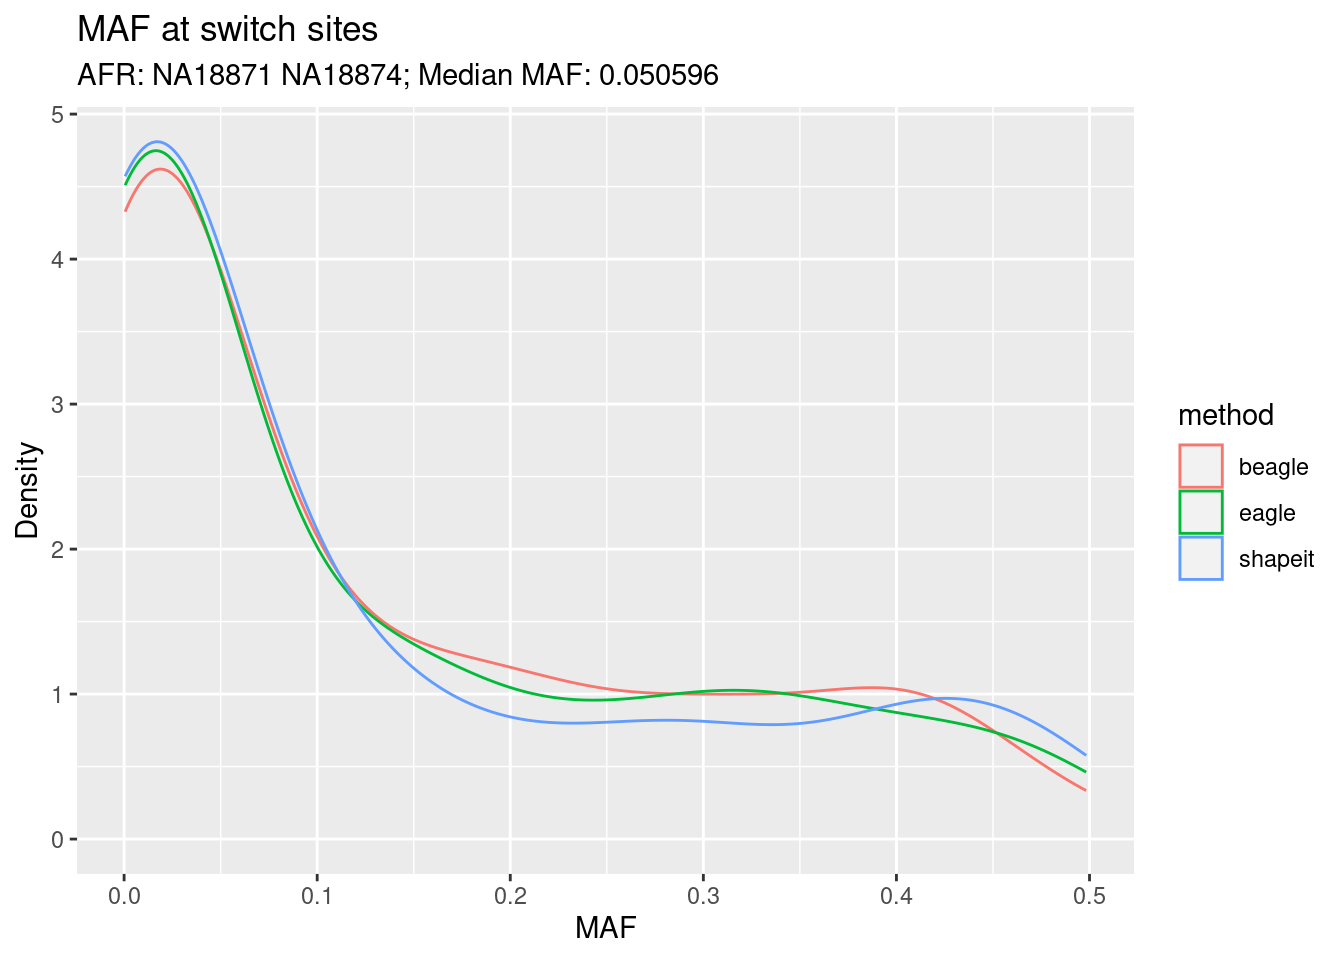 MAF at switch sites
AFR: NA18871 NA18874; Median MAF: 0.050596
5
4
3
2
1
0
Density
0.0 0.1 0.2 0.3 0.4 0.5
MAF
method
beagle
eagle
shapeit